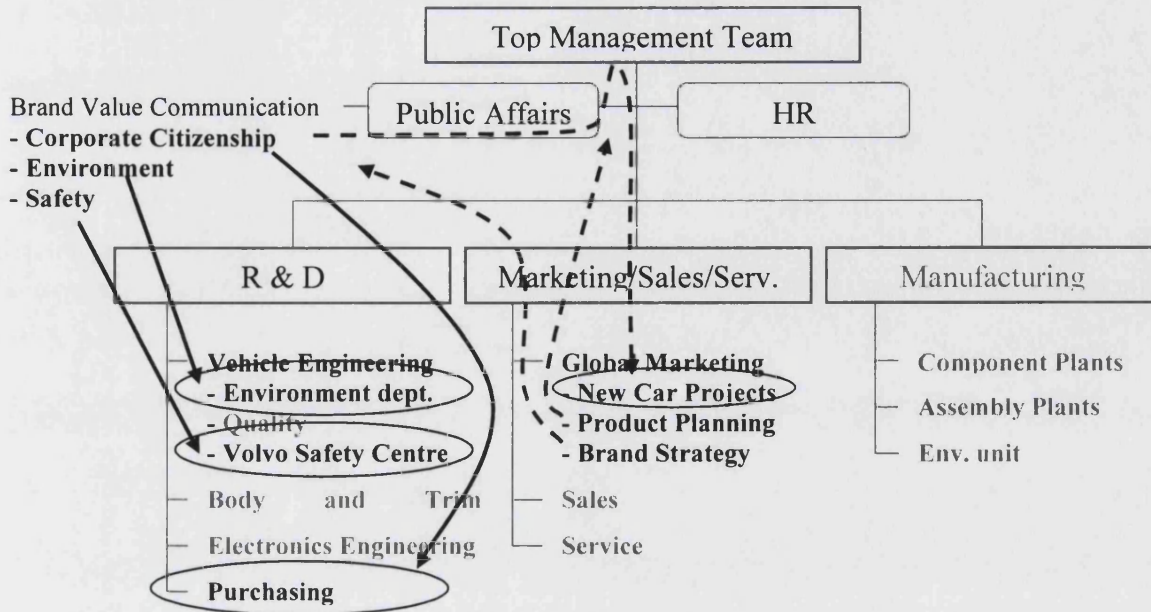 Top Management Team
Public Affairs
HR
Brand Value Communication
- Corporate Citizenship
- Environment
- Safety
R & D
Marketing/Sales/Serv.
Manufacturing
Vehicle Engineering
- Environment dept.
- Quality
- Volvo Safety Centre
Body and Trim
Electronics Engineering
Purchasing
Global Marketing
- New Car Projects
- Product Planning
- Brand Strategy
Sales
Service
Component Plants
Assembly Plants
Env. unit